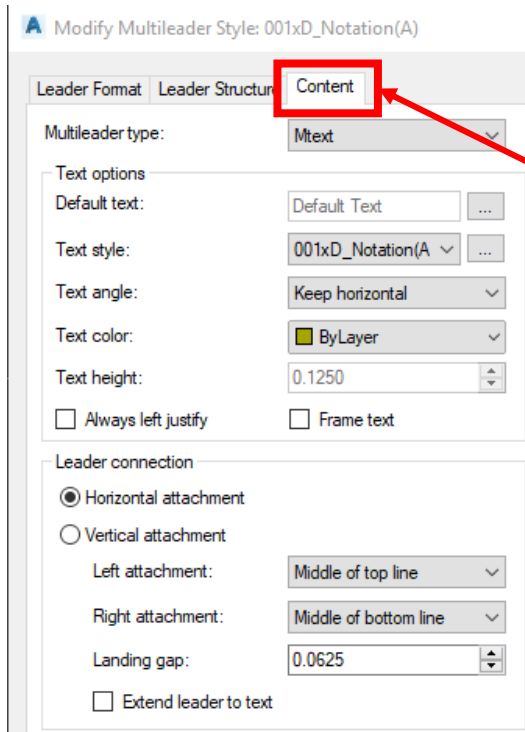 Modify Multileader Style: 001xD_Notation(A)
Leader Format Leader Structure Content
Multileader type: Mtext
Text options
Default text: Default Text ...
Text style: 001xD_Notation(A ...
Text angle: Keep horizontal
Text color: ByLayer
Text height: 0.1250
Always left justify Frame text
Leader connection
Horizontal attachment
Vertical attachment
Left attachment: Middle of top line
Right attachment: Middle of bottom line
Landing gap: 0.0625
Extend leader to text